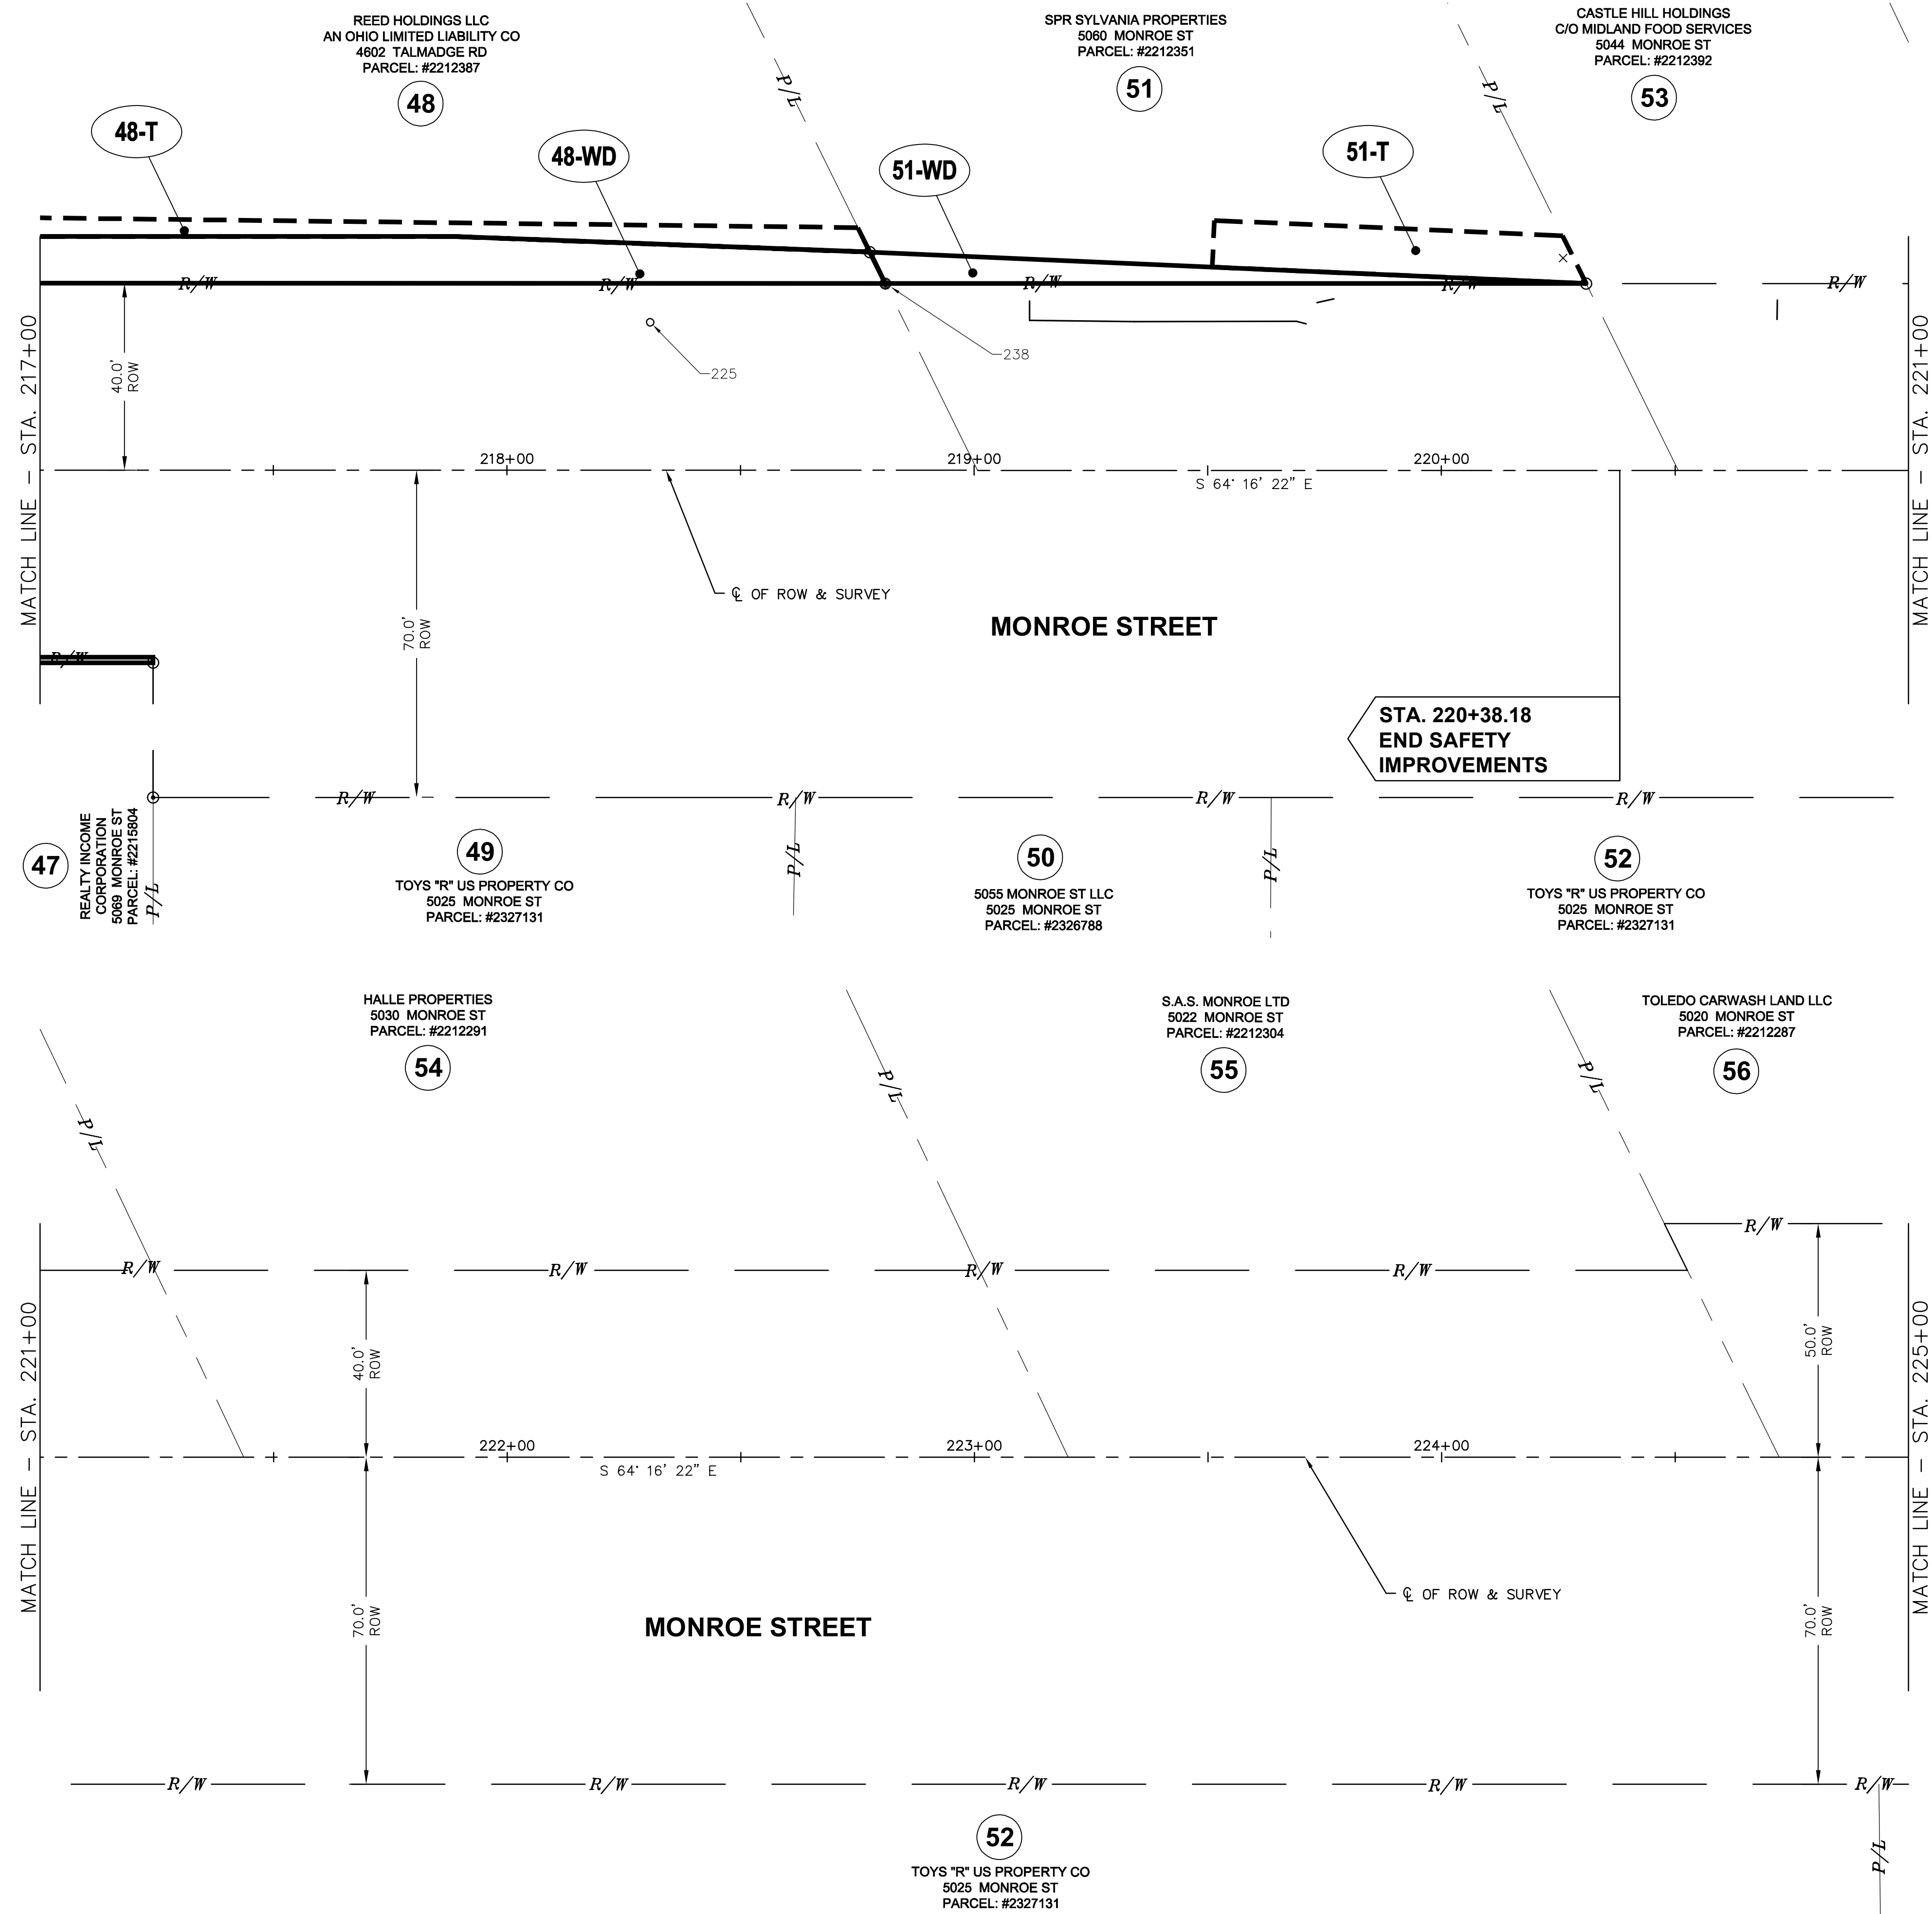 REED HOLDINGS LLC
AN OHIO LIMITED LIABILITY CO
4602 TALMADGE RD
PARCEL: #2212387
48
SPR SYLVANIA PROPERTIES
5060 MONROE ST
PARCEL: #2212351
51
CASTLE HILL HOLDINGS
C/O MIDLAND FOOD SERVICES
5044 MONROE ST
PARCEL: #2212392
53
P/L
P/L
48-T
48-WD
51-WD
51-T
R/W
R/W
R/W
R/W
R/W
MATCH LINE - STA. 217+00
40.0'
ROW
225
238
MATCH LINE - STA. 221+00
218+00
219+00
220+00
S 64° 16' 22" E
℄ OF ROW & SURVEY
70.0'
ROW
MONROE STREET
R/W
STA. 220+38.18
END SAFETY
IMPROVEMENTS
R/W
R/W
R/W
R/W
47
REALTY INCOME
CORPORATION
5069 MONROE ST
PARCEL: #2215804
P/L
49
TOYS "R" US PROPERTY CO
5025 MONROE ST
PARCEL: #2327131
P/L
50
5055 MONROE ST LLC
5025 MONROE ST
PARCEL: #2326788
P/L
52
TOYS "R" US PROPERTY CO
5025 MONROE ST
PARCEL: #2327131
HALLE PROPERTIES
5030 MONROE ST
PARCEL: #2212291
54
S.A.S. MONROE LTD
5022 MONROE ST
PARCEL: #2212304
55
TOLEDO CARWASH LAND LLC
5020 MONROE ST
PARCEL: #2212287
56
P/L
P/L
P/L
R/W
R/W
R/W
R/W
R/W
MATCH LINE - STA. 221+00
40.0'
ROW
50.0'
ROW
MATCH LINE - STA. 225+00
222+00
223+00
224+00
S 64° 16' 22" E
℄ OF ROW & SURVEY
70.0'
ROW
70.0'
ROW
MONROE STREET
R/W
R/W
R/W
R/W
R/W
52
TOYS "R" US PROPERTY CO
5025 MONROE ST
PARCEL: #2327131
P/L